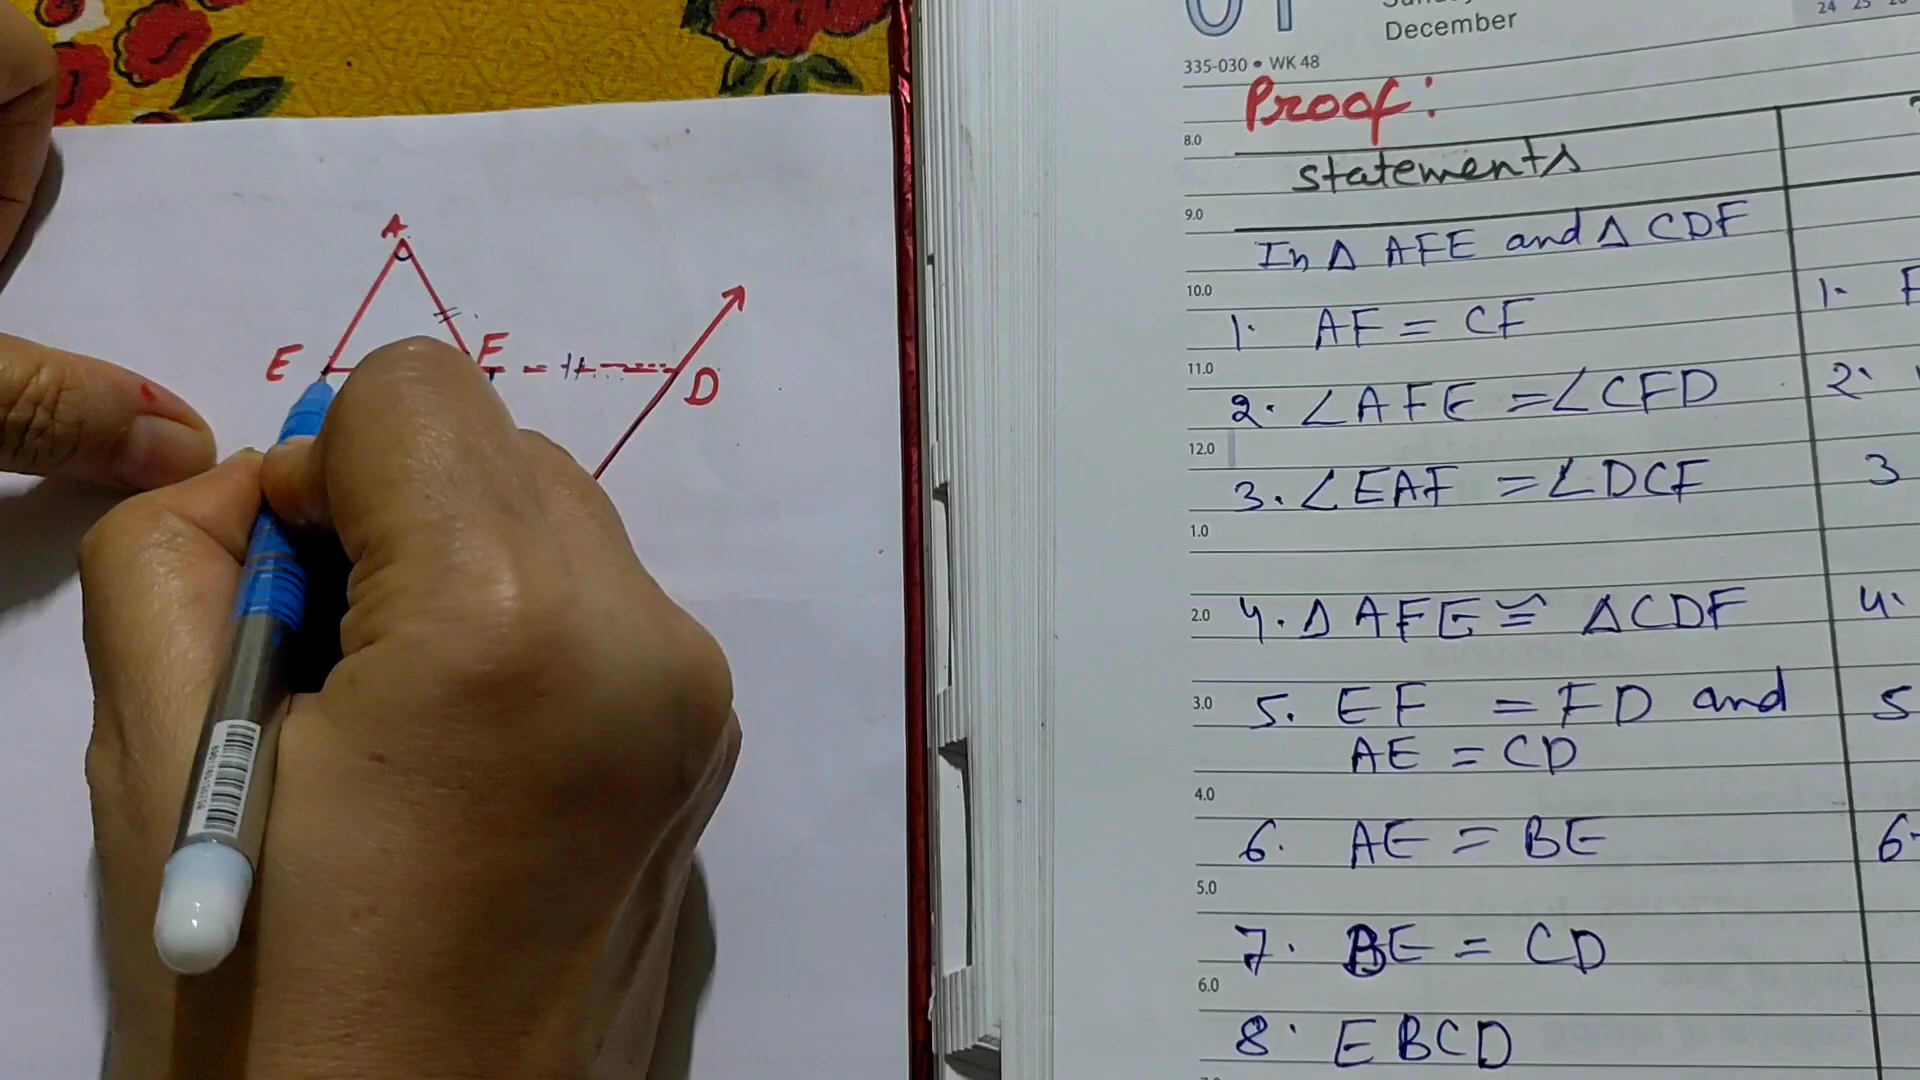 A
E
F
D
December
24 25
335-030 • WK 48
Proof:
8.0
statements
9.0
In Δ AFE and Δ CDF
10.0
1. AF = CF
1.
11.0
2. ∠AFE = ∠CFD
2.
12.0
3. ∠EAF = ∠DCF
3
1.0
2.0
4. Δ AFE ≅ ΔCDF
4.
3.0
5. EF = FD and
5
AE = CD
4.0
6. AE = BE
6.
5.0
7. BE = CD
6.0
8. EBCD